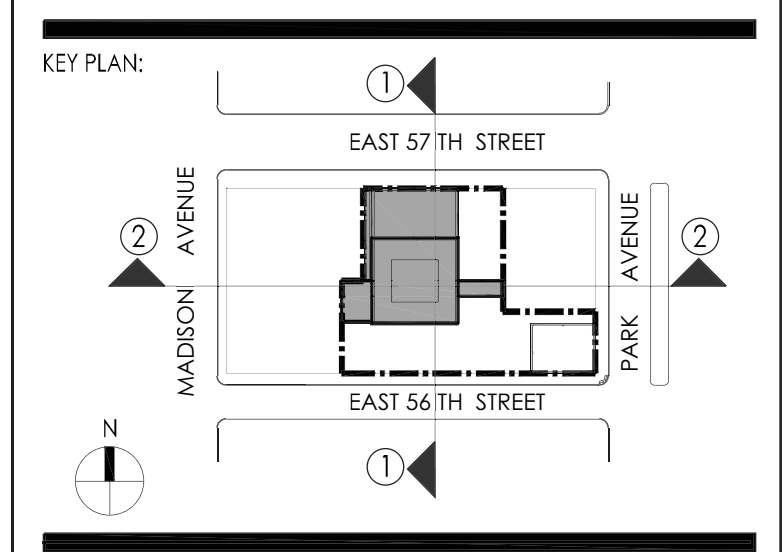 KEY PLAN:
1
EAST 57 TH STREET
MADISON AVENUE
PARK AVENUE
2
2
EAST 56 TH STREET
N
1